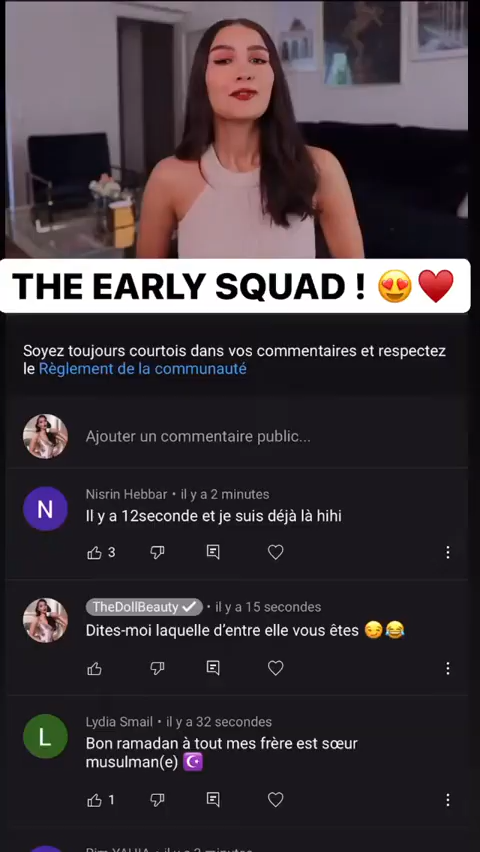 THE EARLY SQUAD ! 😍♥️
Soyez toujours courtois dans vos commentaires et respectez
le Règlement de la communauté
Ajouter un commentaire public...
N
Nisrin Hebbar • il y a 2 minutes
Il y a 12seconde et je suis déjà là hihi
3
TheDollBeauty • il y a 15 secondes
Dites-moi laquelle d'entre elle vous êtes 😏😂
L
Lydia Smail • il y a 32 secondes
Bon ramadan à tout mes frère est sœur
musulman(e) ☪️
1